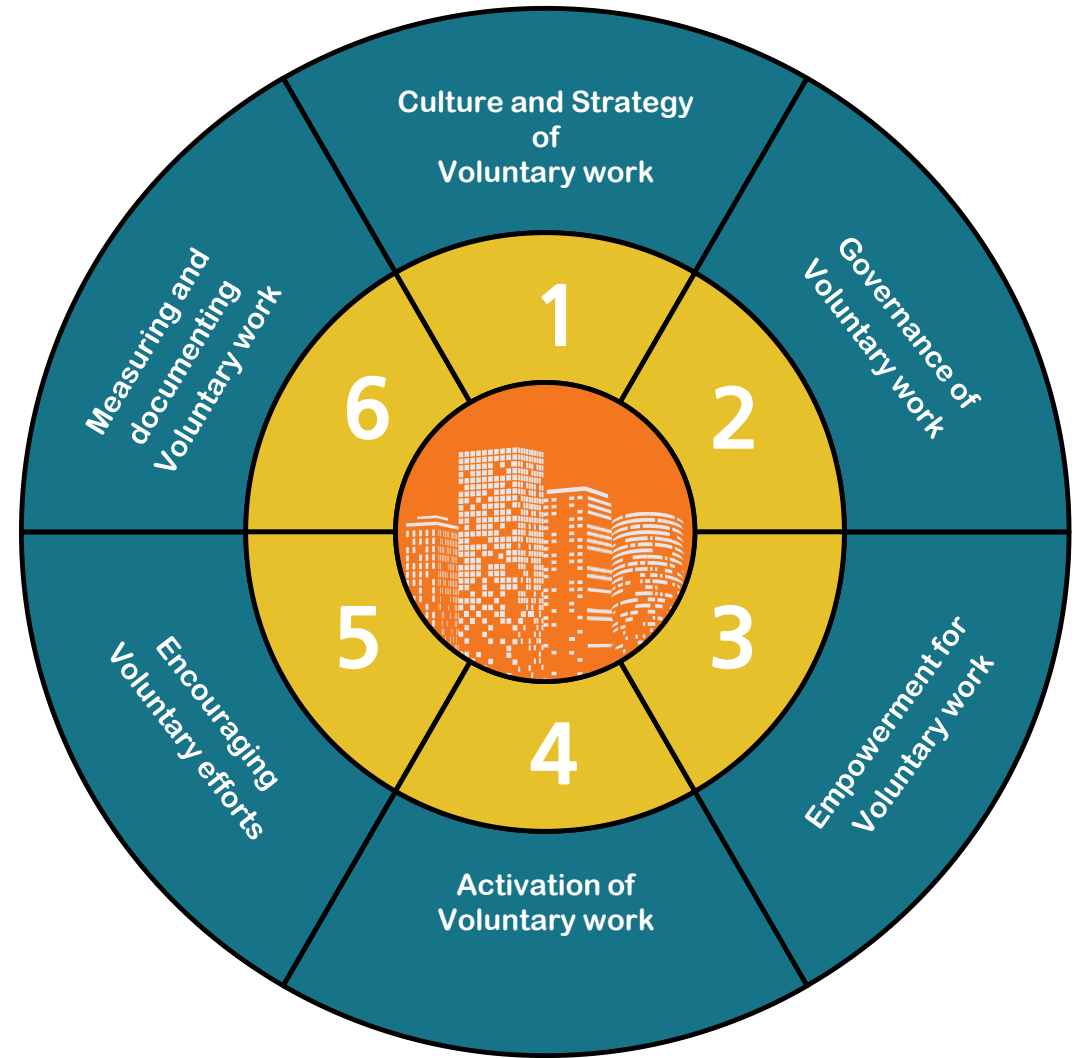 Culture and Strategy
of
Voluntary work
1
Governance of
Voluntary work
2
Empowerment for
Voluntary work
3
Activation of
Voluntary work
4
Encouraging
Voluntary efforts
5
Measuring and
documenting
Voluntary work
6